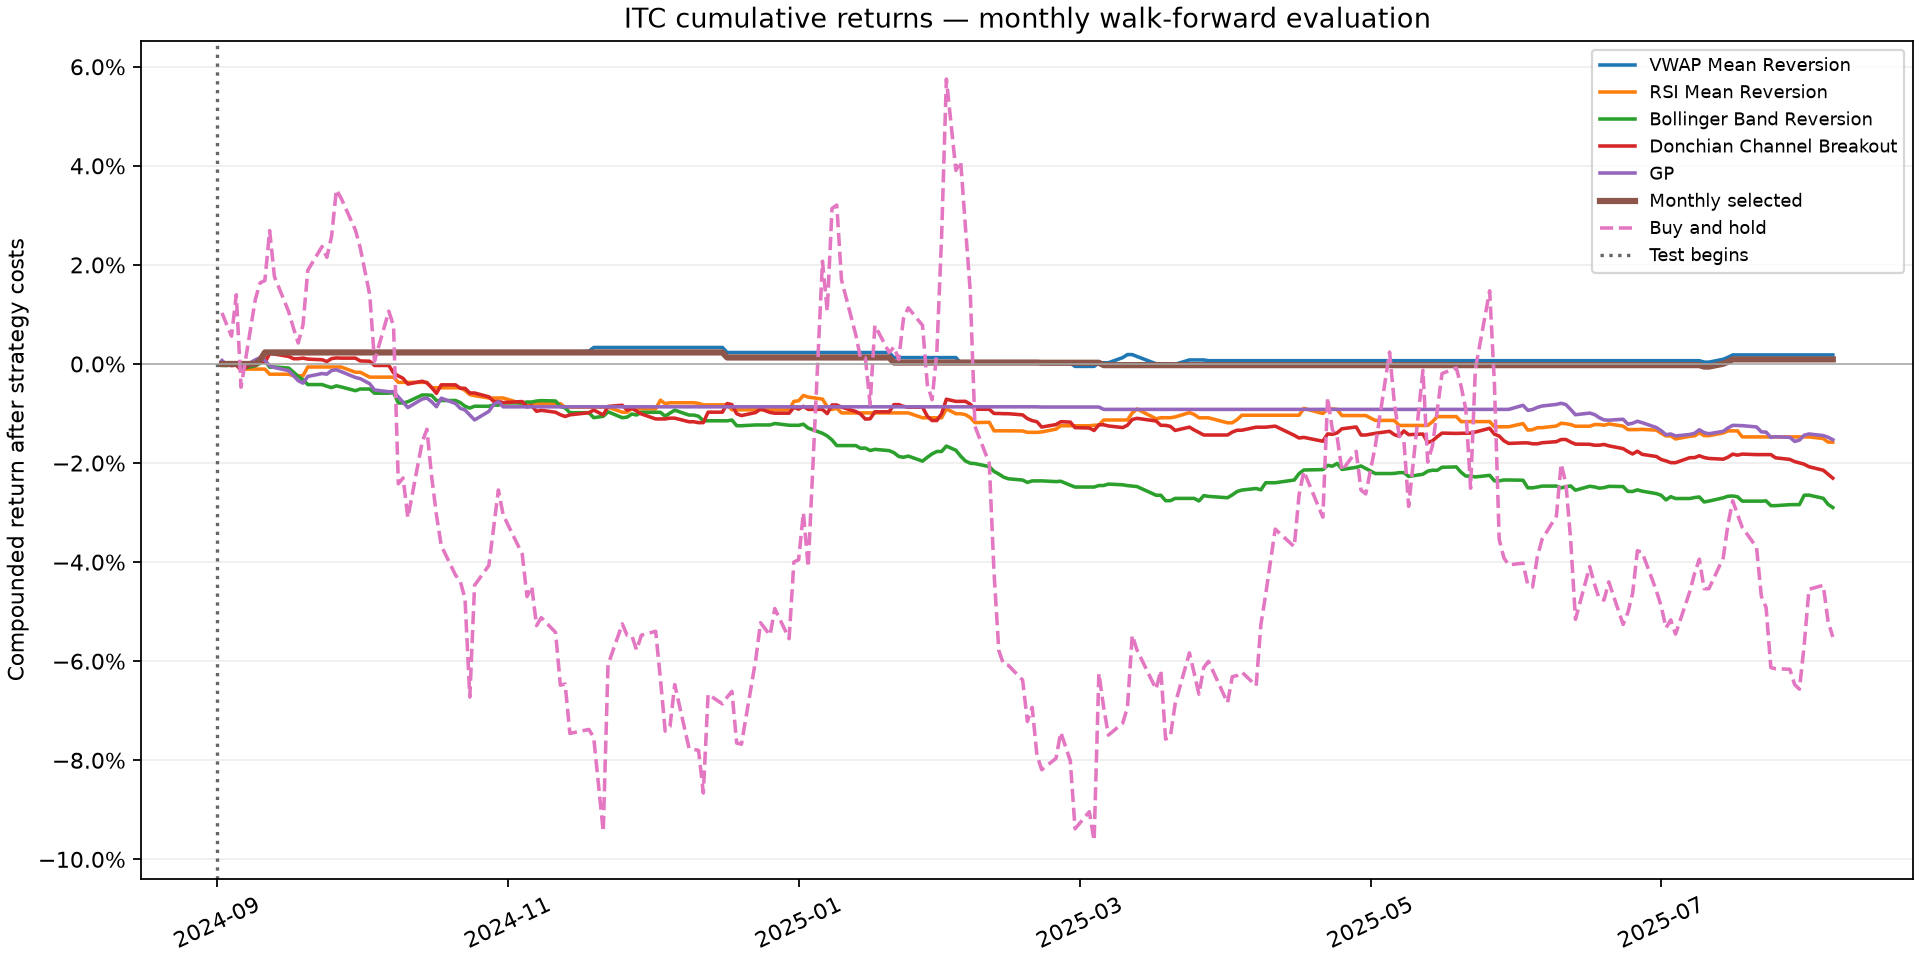 ITC cumulative returns — monthly walk-forward evaluation
Compounded return after strategy costs
6.0%
4.0%
2.0%
0.0%
−2.0%
−4.0%
−6.0%
−8.0%
−10.0%
VWAP Mean Reversion
RSI Mean Reversion
Bollinger Band Reversion
Donchian Channel Breakout
GP
Monthly selected
Buy and hold
Test begins
2024-09
2024-11
2025-01
2025-03
2025-05
2025-07